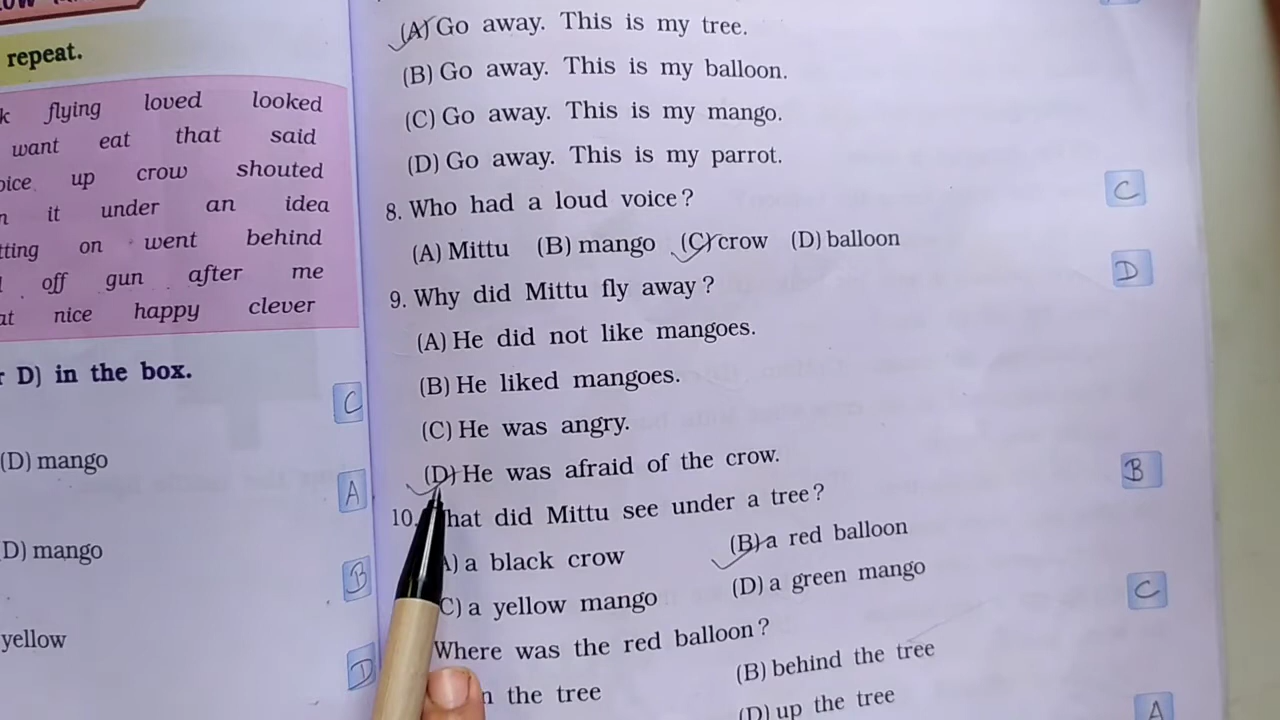 repeat.
flying loved looked
want eat that said
up crow shouted
it under an idea
on went behind
off gun after me
nice happy clever
D) in the box.
C
(D) mango
A
D) mango
B
yellow
D
(A) Go away. This is my tree.
(B) Go away. This is my balloon.
(C) Go away. This is my mango.
(D) Go away. This is my parrot.
8. Who had a loud voice? C
(A) Mittu (B) mango (C) crow (D) balloon
9. Why did Mittu fly away? D
(A) He did not like mangoes.
(B) He liked mangoes.
(C) He was angry.
(D) He was afraid of the crow.
10. hat did Mittu see under a tree? B
A) a black crow (B) a red balloon
C) a yellow mango (D) a green mango
Where was the red balloon? C
n the tree (B) behind the tree
(D) up the tree
A